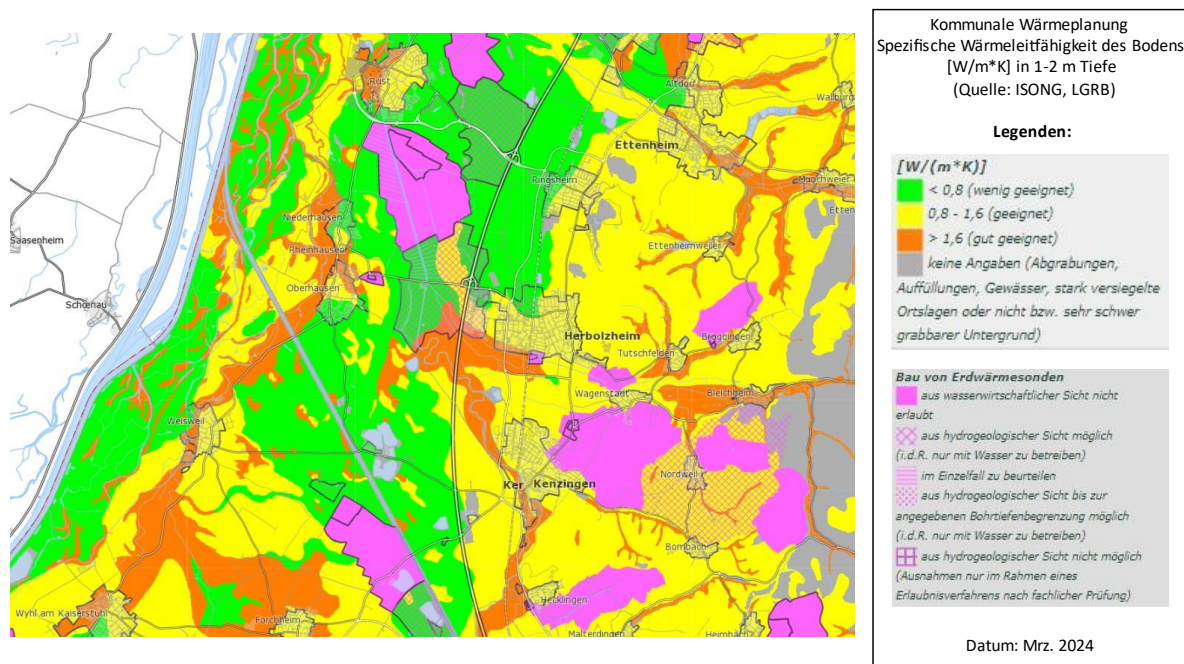 Rust
Altdorf
Wallburg
Ettenheim
Ringsheim
Münchweier
Niederhausen
Ettenheimweiler
Saasenheim
Rheinhausen
Oberhausen
Schœnau
Herbolzheim
Tutschfelden
Bleichheim
Wagenstadt
Weisweil
Nordweil
Ker
Kenzingen
Bombach
Hecklingen
Wyhl am Kaiserstuhl
Forchheim
Malterdingen
Heimbach
Kommunale Wärmeplanung
Spezifische Wärmeleitfähigkeit des Bodens
[W/m*K] in 1-2 m Tiefe
(Quelle: ISONG, LGRB)
Legenden:
[W/(m*K)]
< 0,8 (wenig geeignet)
0,8 - 1,6 (geeignet)
> 1,6 (gut geeignet)
keine Angaben (Abgrabungen,
Auffüllungen, Gewässer, stark versiegelte
Ortslagen oder nicht bzw. sehr schwer
grabbarer Untergrund)
Bau von Erdwärmesonden
aus wasserwirtschaftlicher Sicht nicht
erlaubt
aus hydrogeologischer Sicht möglich
(i.d.R. nur mit Wasser zu betreiben)
im Einzelfall zu beurteilen
aus hydrogeologischer Sicht bis zur
angegebenen Bohrtiefenbegrenzung möglich
(i.d.R. nur mit Wasser zu betreiben)
aus hydrogeologischer Sicht nicht möglich
(Ausnahmen nur im Rahmen eines
Erlaubnisverfahrens nach fachlicher Prüfung)
Datum: Mrz. 2024